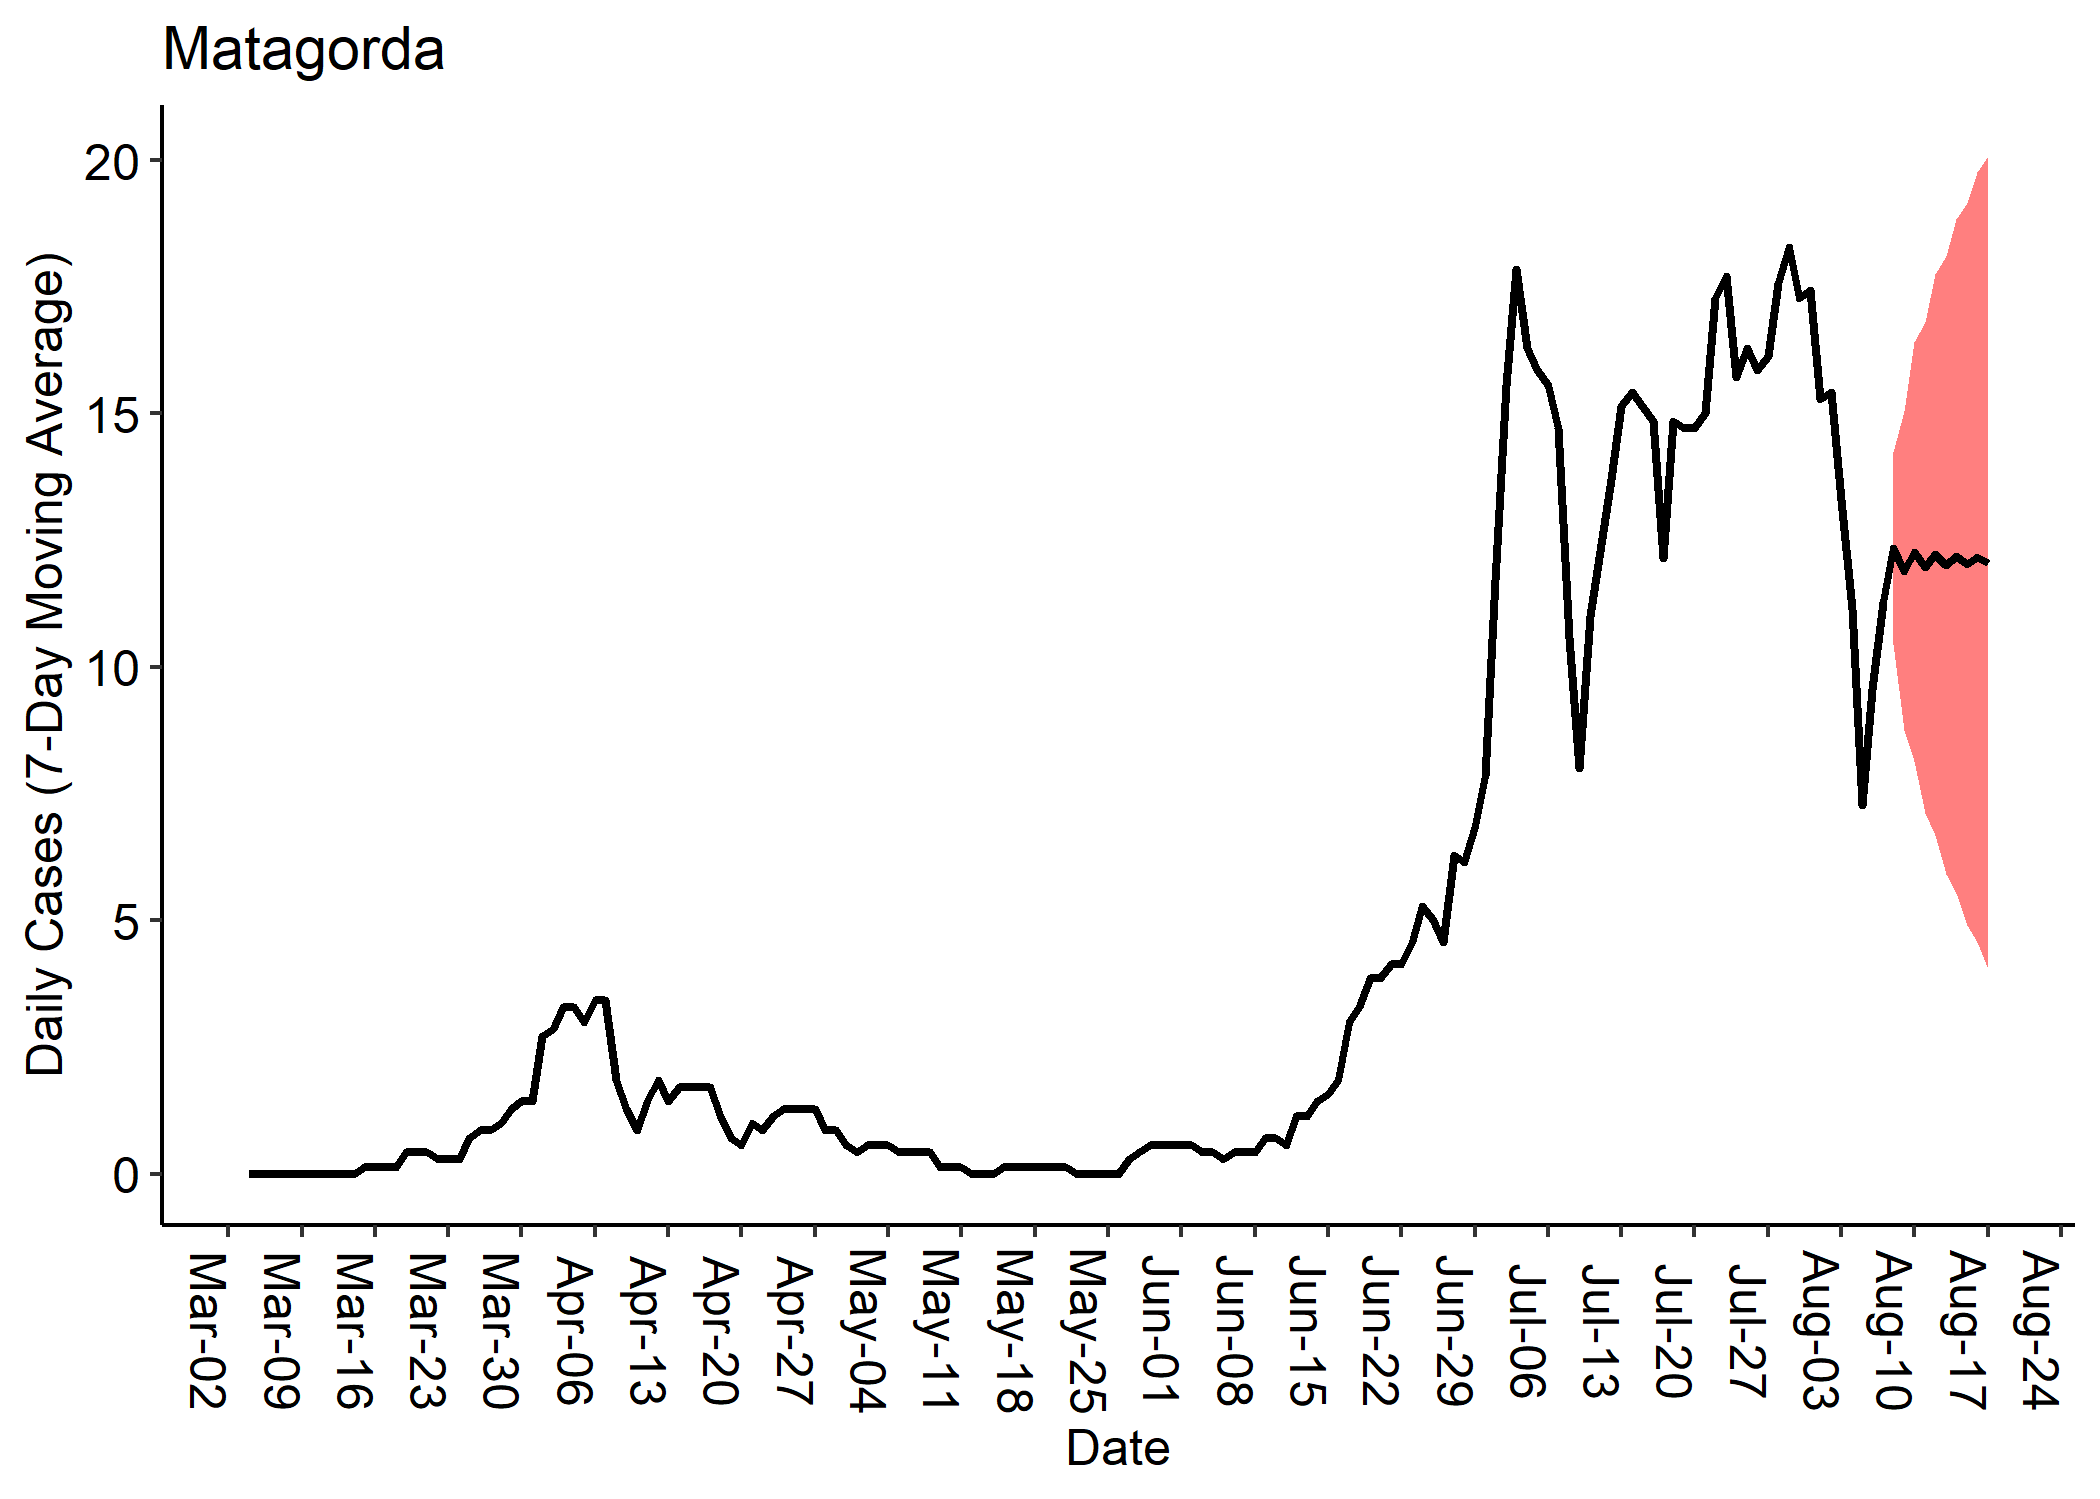 Matagorda
Daily Cases (7-Day Moving Average)
20
15
10
5
0
Mar-02
Mar-09
Mar-16
Mar-23
Mar-30
Apr-06
Apr-13
Apr-20
Apr-27
May-04
May-11
May-18
May-25
Jun-01
Jun-08
Jun-15
Jun-22
Jun-29
Jul-06
Jul-13
Jul-20
Jul-27
Aug-03
Aug-10
Aug-17
Aug-24
Date